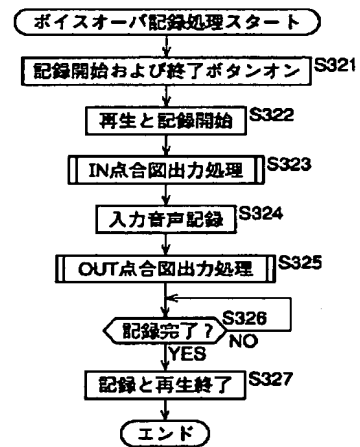 ボイスオーバ記録処理スタート
記録開始および終了ボタンオン S321
再生と記録開始 S322
IN点合図出力処理 S323
入力音声記録 S324
OUT点合図出力処理 S325
記録完了? S326
YES NO
記録と再生終了 S327
エンド